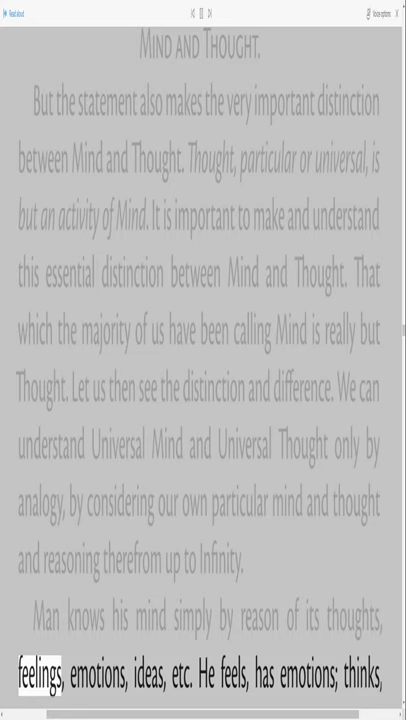 Read aloud
Voice options
MIND AND THOUGHT.
But the statement also makes the very important distinction
between Mind and Thought. Thought, particular or universal, is
but an activity of Mind. It is important to make and understand
this essential distinction between Mind and Thought. That
which the majority of us have been calling Mind is really but
Thought. Let us then see the distinction and difference. We can
understand Universal Mind and Universal Thought only by
analogy, by considering our own particular mind and thought
and reasoning therefrom up to Infinity.
Man knows his mind simply by reason of its thoughts,
feelings, emotions, ideas, etc. He feels, has emotions; thinks,